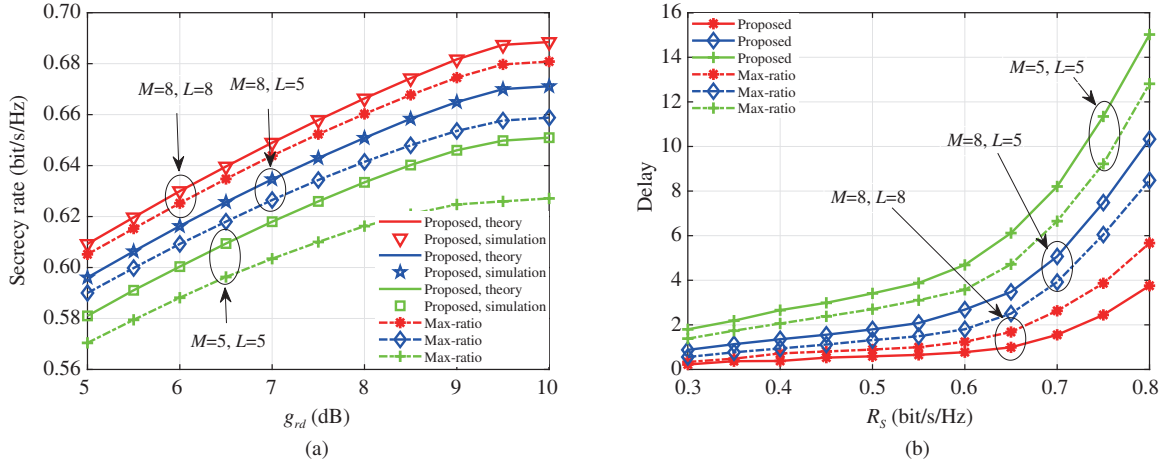 0.70
0.68
0.66
0.64
0.62
0.60
0.58
0.56
Secrecy rate (bit/s/Hz)
M=8, L=8
M=8, L=5
M=5, L=5
Proposed, theory
Proposed, simulation
Proposed, theory
Proposed, simulation
Proposed, theory
Proposed, simulation
Max-ratio
Max-ratio
Max-ratio
5 6 7 8 9 10
g_rd (dB)
(a)
16
14
12
10
8
6
4
2
0
Delay
Proposed
Proposed
Proposed
Max-ratio
Max-ratio
Max-ratio
M=5, L=5
M=8, L=5
M=8, L=8
0.3 0.4 0.5 0.6 0.7 0.8
R_S (bit/s/Hz)
(b)